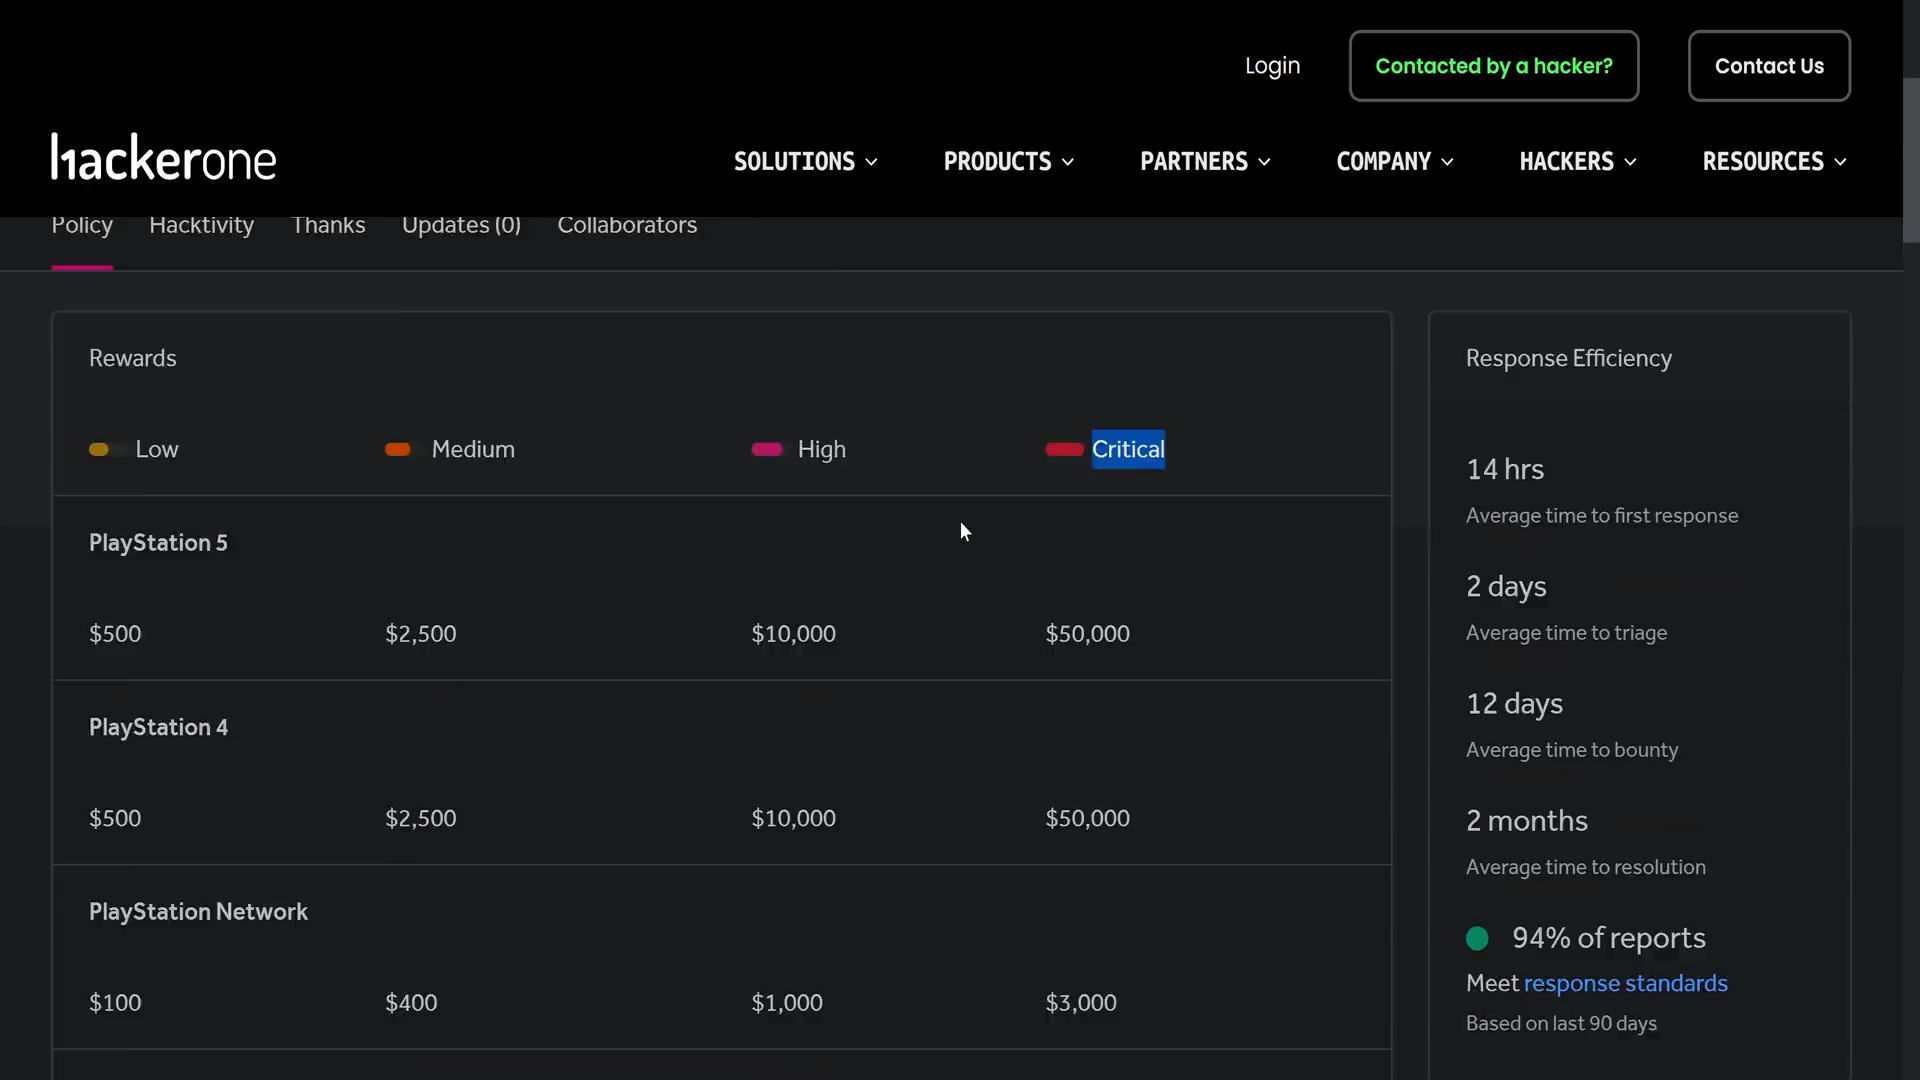 Login
Contacted by a hacker?
Contact Us
hackerone
SOLUTIONS
PRODUCTS
PARTNERS
COMPANY
HACKERS
RESOURCES
Policy
Hacktivity
Thanks
Updates (0)
Collaborators
Rewards
Low
Medium
High
Critical
PlayStation 5
$500
$2,500
$10,000
$50,000
PlayStation 4
$500
$2,500
$10,000
$50,000
PlayStation Network
$100
$400
$1,000
$3,000
Response Efficiency
14 hrs
Average time to first response
2 days
Average time to triage
12 days
Average time to bounty
2 months
Average time to resolution
94% of reports
Meet response standards
Based on last 90 days